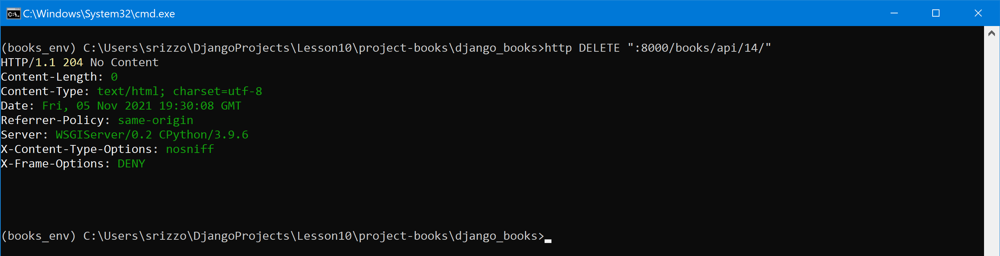 C:\Windows\System32\cmd.exe
(books_env) C:\Users\srizzo\DjangoProjects\Lesson10\project-books\django_books>http DELETE ":8000/books/api/14/"
HTTP/1.1 204 No Content
Content-Length: 0
Content-Type: text/html; charset=utf-8
Date: Fri, 05 Nov 2021 19:30:08 GMT
Referrer-Policy: same-origin
Server: WSGIServer/0.2 CPython/3.9.6
X-Content-Type-Options: nosniff
X-Frame-Options: DENY
(books_env) C:\Users\srizzo\DjangoProjects\Lesson10\project-books\django_books>